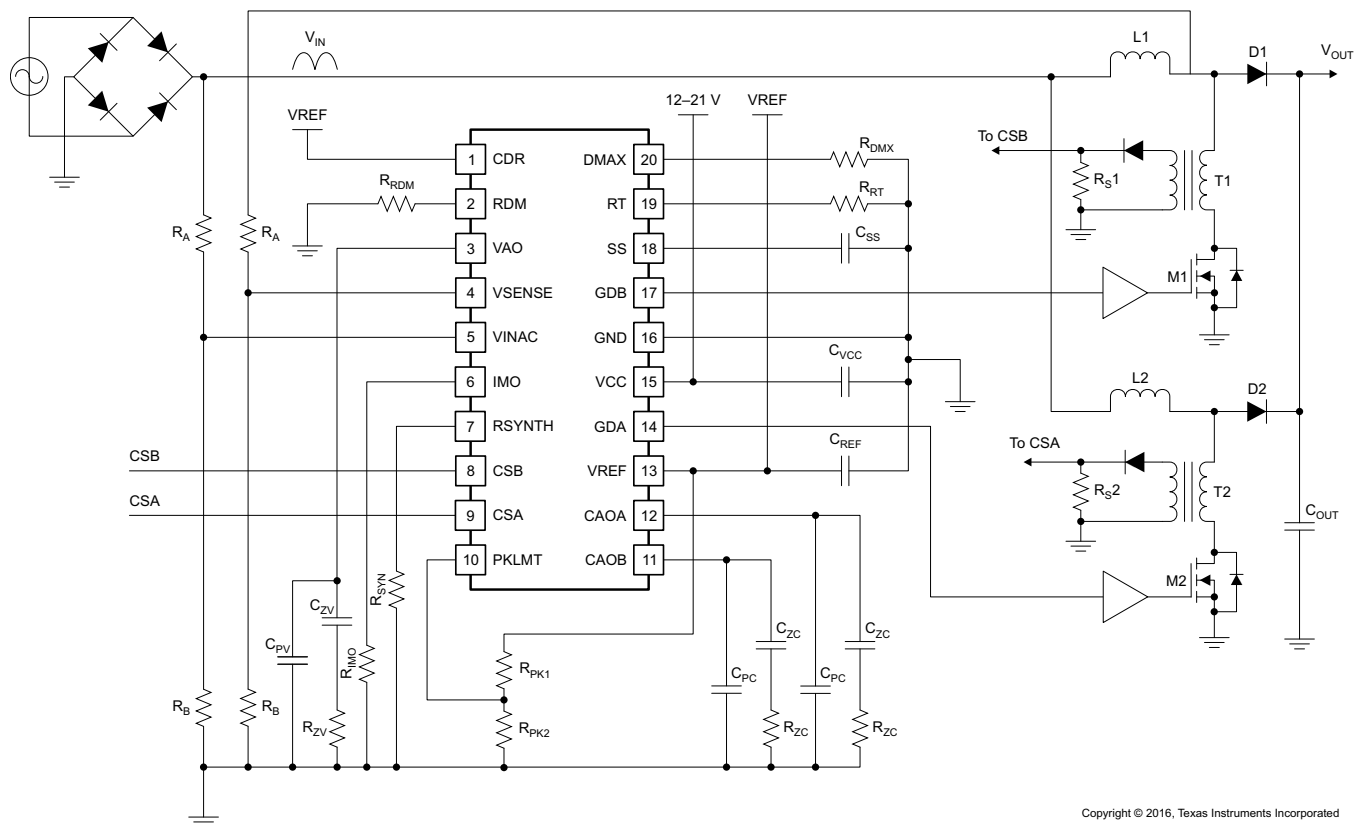 L1
D1
V_OUT
V_IN
12–21 V
VREF
VREF
To CSB
R_S1
T1
M1
R_RDM
R_A
R_A
1 CDR
2 RDM
3 VAO
4 VSENSE
5 VINAC
6 IMO
7 RSYNTH
8 CSB
9 CSA
10 PKLMT
DMAX 20
RT 19
SS 18
GDB 17
GND 16
VCC 15
GDA 14
VREF 13
CAOA 12
CAOB 11
R_DMX
R_RT
C_SS
C_VCC
C_REF
L2
D2
To CSA
R_S2
T2
M2
C_OUT
CSB
CSA
R_SYN
C_ZV
C_PV
R_IMO
R_B
R_B
R_ZV
R_PK1
R_PK2
C_PC
C_ZC
R_ZC
C_PC
C_ZC
R_ZC
Copyright © 2016, Texas Instruments Incorporated